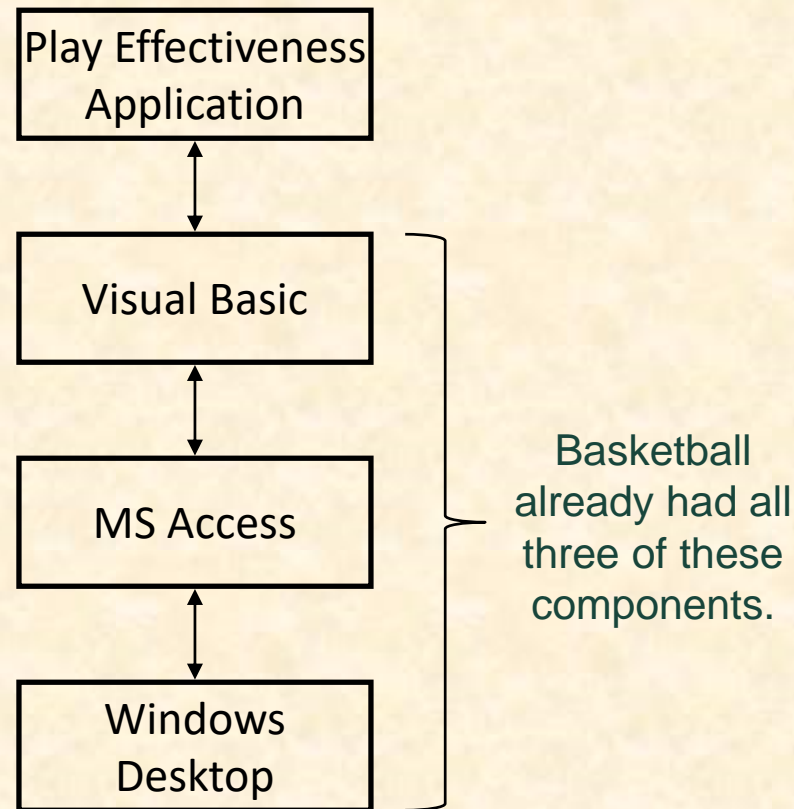 Play Effectiveness
Application
Visual Basic
MS Access
Windows
Desktop
Basketball
already had all
three of these
components.